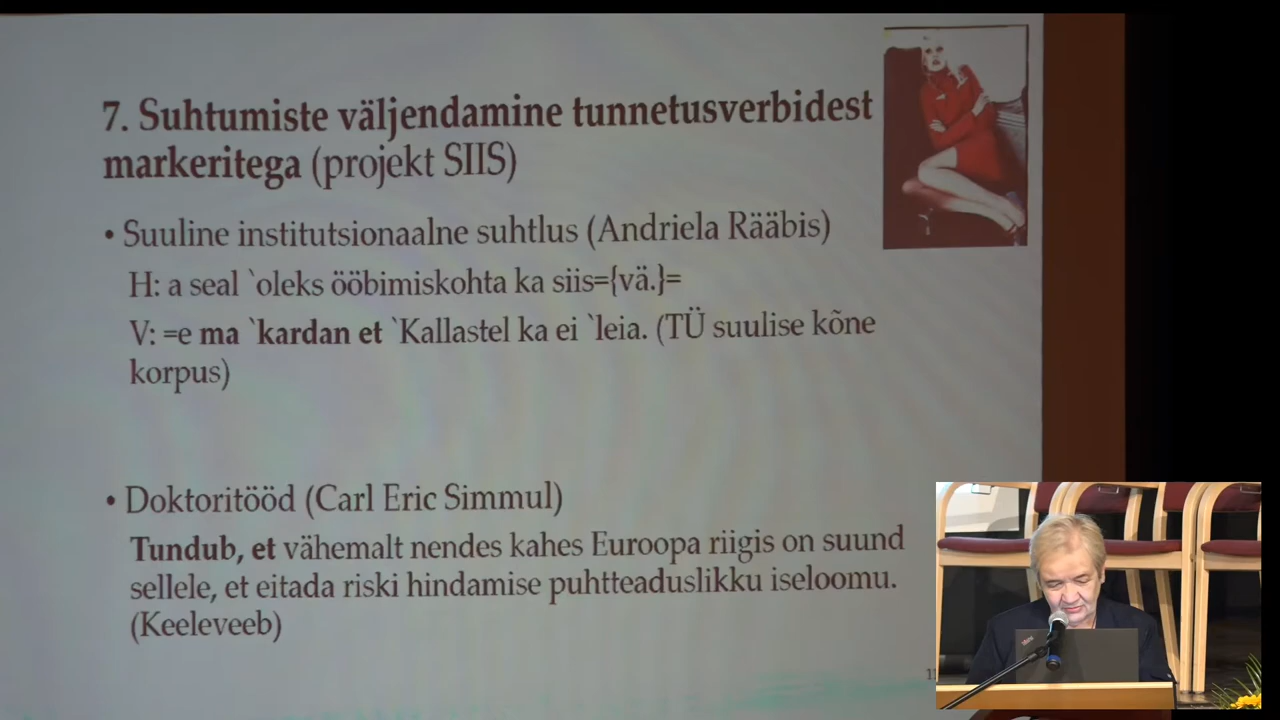 7. Suhtumiste väljendamine tunnetusverbidest
markeritega (projekt SIIS)
• Suuline institutsionaalne suhtlus (Andriela Rääbis)
H: a seal `oleks ööbimiskohta ka siis={vä.}=
V: =e ma `kardan et `Kallastel ka ei `leia. (TÜ suulise kõne
korpus)
• Doktoritööd (Carl Eric Simmul)
Tundub, et vähemalt nendes kahes Euroopa riigis on suund
sellele, et eitada riski hindamise puhtteaduslikku iseloomu.
(Keeleveeb)